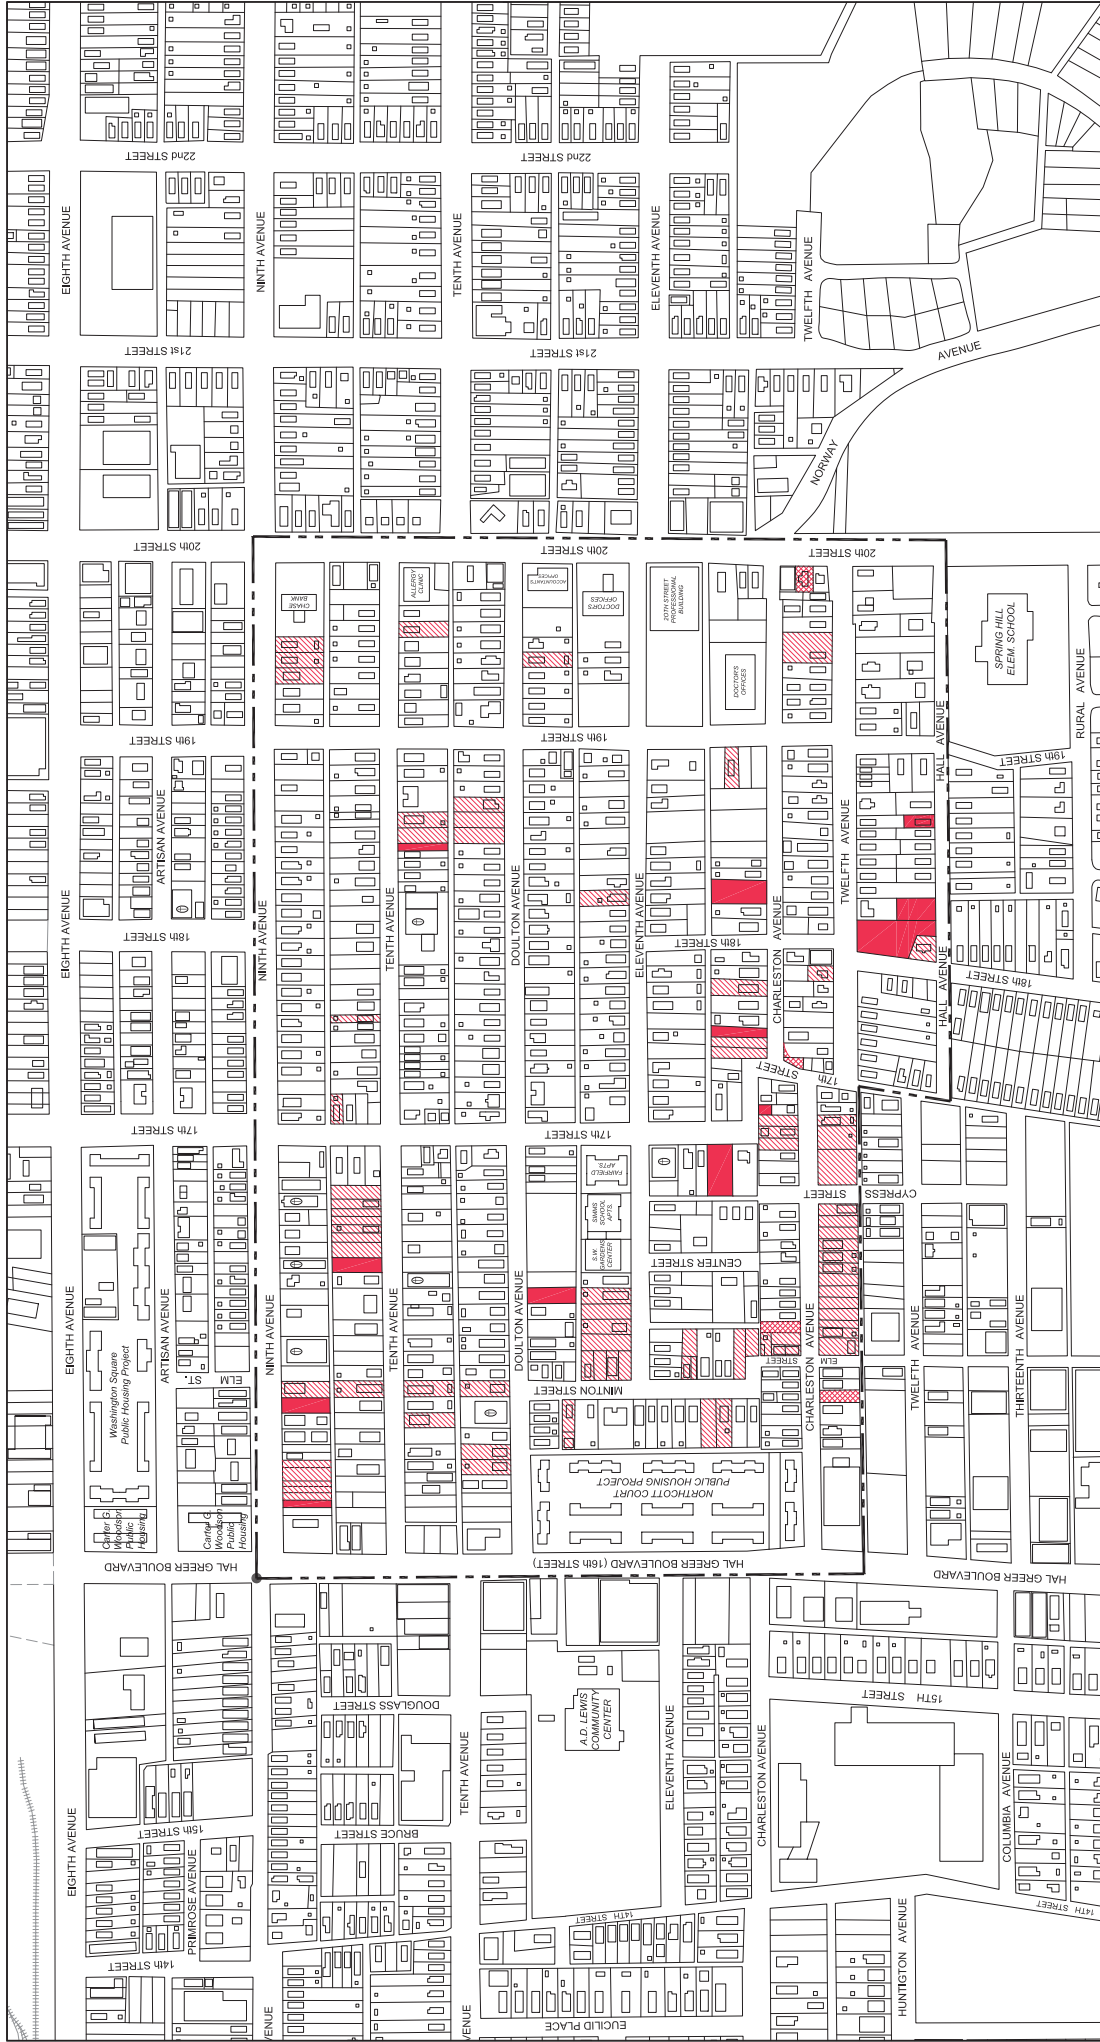 22nd STREET
22nd STREET
EIGHTH AVENUE
NINTH AVENUE
TENTH AVENUE
ELEVENTH AVENUE
TWELFTH AVENUE
21st STREET
21st STREET
AVENUE
NORWAY
20th STREET
20th STREET
20th STREET
CHASE
BANK
ALLERGY
CLINIC
ACCOUNTANTS
OFFICES
DOCTORS
OFFICES
20TH STREET
PROFESSIONAL
BUILDING
DOCTOR'S
OFFICES
SPRING HILL
ELEM. SCHOOL
RURAL AVENUE
19th STREET
19th STREET
19th STREET
HALL AVENUE
ARTISAN AVENUE
EIGHTH AVENUE
NINTH AVENUE
TENTH AVENUE
DOULTON AVENUE
ELEVENTH AVENUE
CHARLESTON AVENUE
TWELFTH AVENUE
18th STREET
18th STREET
18th STREET
HALL AVENUE
17th STREET
17th STREET
17th
STREET
FAIRFIELD
APTS.
SIMMS
SCHOOL
APTS.
S.W.
GARDENS
CENTER
CENTER STREET
CYPRESS
STREET
EIGHTH AVENUE
ARTISAN AVENUE
NINTH AVENUE
TENTH AVENUE
DOULTON AVENUE
MINTON STREET
ELM
ST.
ELM
STREET
CHARLESTON AVENUE
TWELFTH AVENUE
THIRTEENTH AVENUE
Washington Square
Public Housing Project
NORTHCOTT COURT
PUBLIC HOUSING PROJECT
Carter G.
Woodson
Public
Housing
Carter G.
Woodson
Public
Housing
HAL GREER BOULEVARD
HAL GREER BOULEVARD (16th STREET)
HAL GREER BOULEVARD
DOUGLASS STREET
15TH
STREET
A.D. LEWIS
COMMUNITY
CENTER
TENTH AVENUE
ELEVENTH AVENUE
CHARLESTON AVENUE
COLUMBIA AVENUE
15th STREET
BRUCE STREET
EIGHTH AVENUE
PRIMROSE AVENUE
14TH
STREET
14TH STREET
14th STREET
HUNTIGTON AVENUE
EUCILID PLACE
VENUE
VENUE